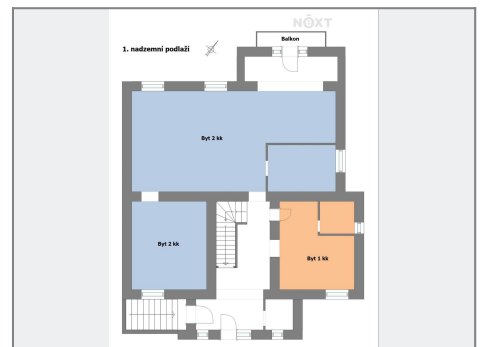 NOXT
Balkon
1. nadzemní podlaží
Byt 2 kk
Byt 2 kk
Byt 1 kk